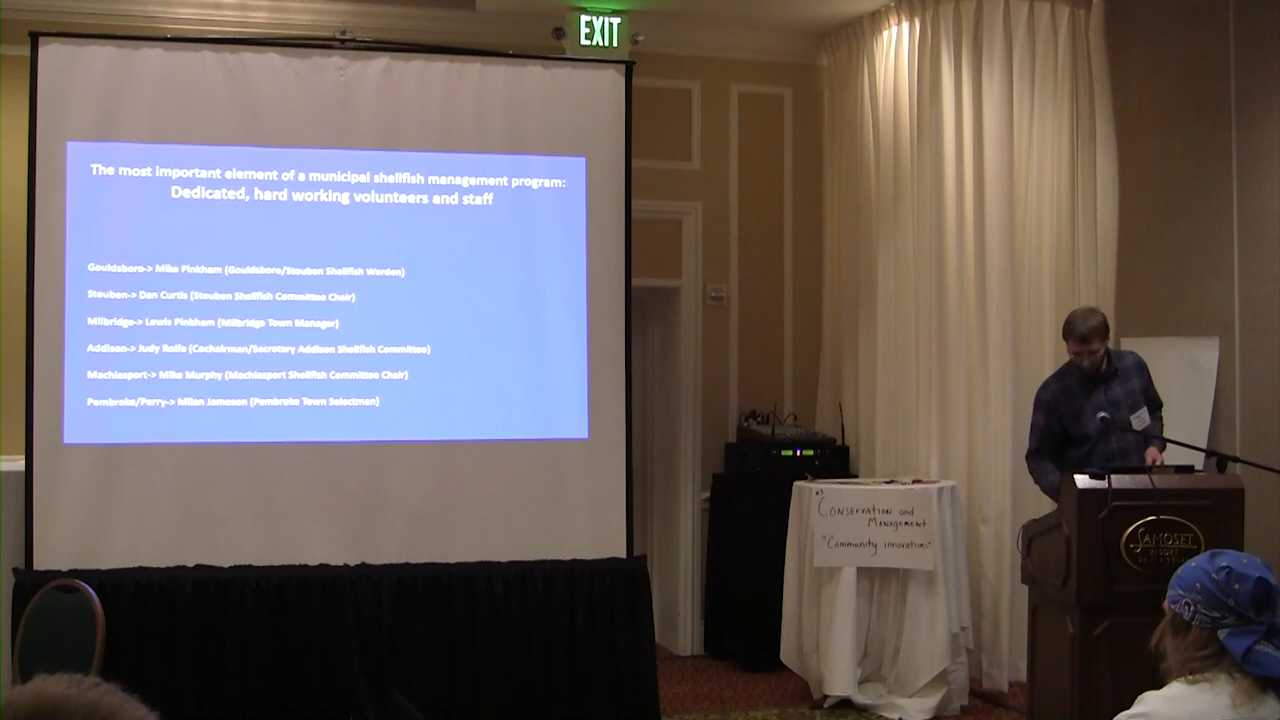 EXIT
The most important element of a municipal shellfish management program:
Dedicated, hard working volunteers and staff
Gouldsboro-> Mike Pinkham (Gouldsboro/Steuben Shellfish Warden)
Steuben-> Dan Curtis (Steuben Shellfish Committee Chair)
Milbridge-> Lewis Pinkham (Milbridge Town Manager)
Addison-> Judy Rolfe (Cochairman/Secretary Addison Shellfish Committee)
Machiasport-> Mike Murphy (Machiasport Shellfish Committee Chair)
Pembroke/Perry-> Milan Jameson (Pembroke Town Selectman)
#3
CONSERVATION and
MANAGEMENT
"Community innovations"
SAMOSET
RESORT